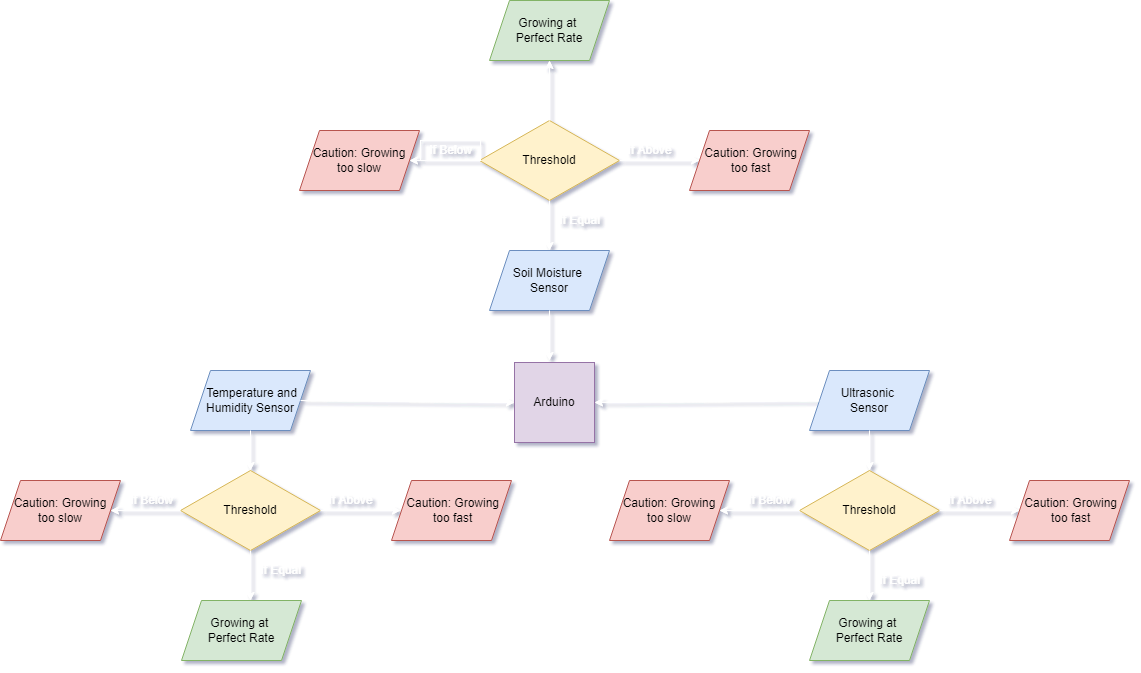 Growing at
Perfect Rate
Caution: Growing
too slow
If Below
Threshold
If Above
Caution: Growing
too fast
If Equal
Soil Moisture
Sensor
Temperature and
Humidity Sensor
Arduino
Ultrasonic
Sensor
Caution: Growing
too slow
If Below
Threshold
If Above
Caution: Growing
too fast
Caution: Growing
too slow
If Below
Threshold
If Above
Caution: Growing
too fast
If Equal
If Equal
Growing at
Perfect Rate
Growing at
Perfect Rate